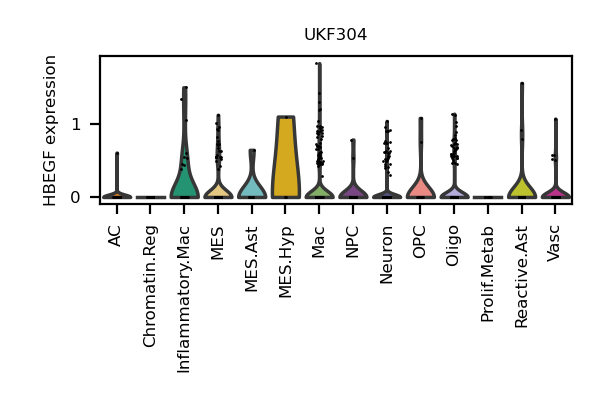 UKF304
HBEGF expression
1
0
AC
Chromatin.Reg
Inflammatory.Mac
MES
MES.Ast
MES.Hyp
Mac
NPC
Neuron
OPC
Oligo
Prolif.Metab
Reactive.Ast
Vasc